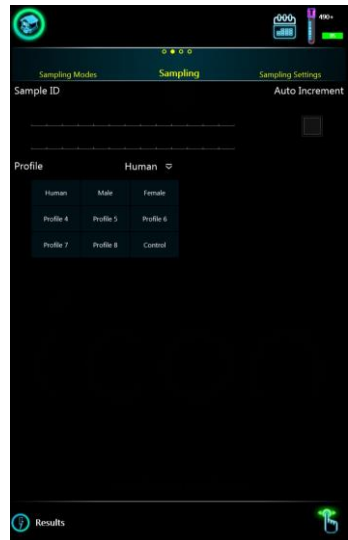 000
490+
Sampling Modes
Sampling
Sampling Settings
Sample ID
Auto Increment
Profile
Human
Human Male Female
Profile 4 Profile 5 Profile 6
Profile 7 Profile 8 Control
Results